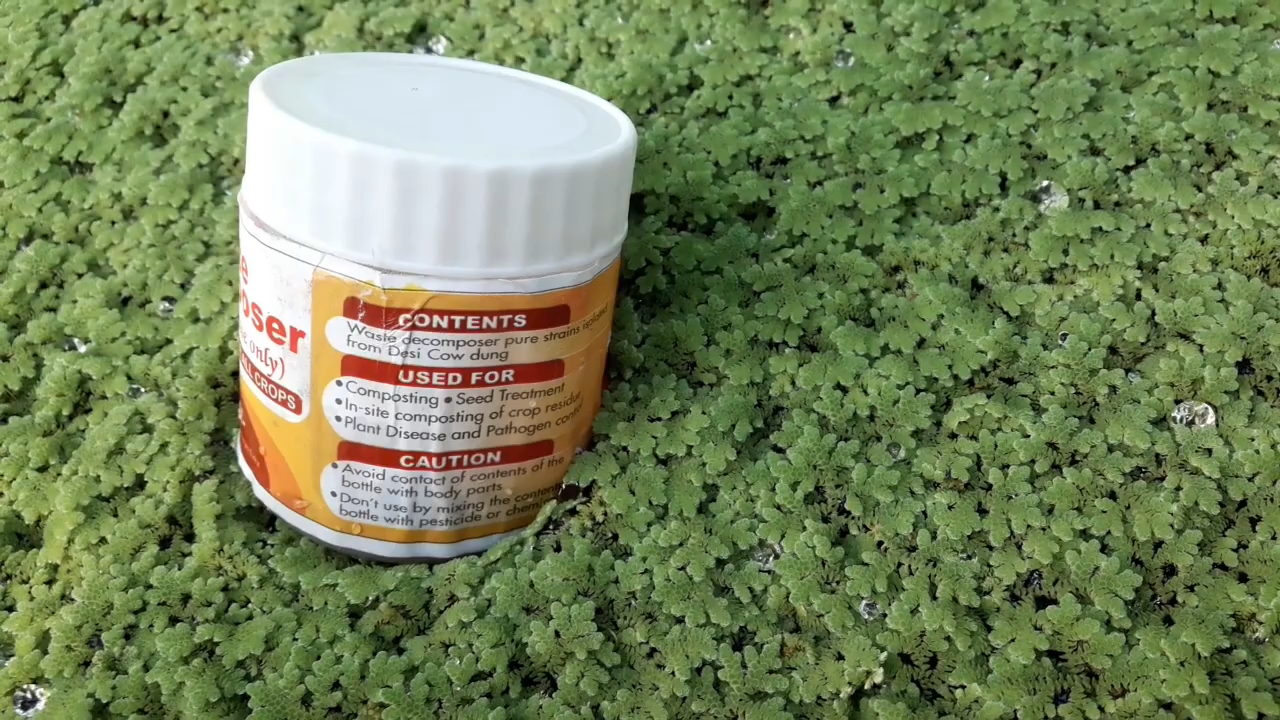 oser
only)
CROPS
CONTENTS
Waste decomposer pure strains isolated
from Desi Cow dung
USED FOR
• Composting • Seed Treatment
• In-site composting of crop residue
• Plant Disease and Pathogen
CAUTION
• Avoid contact of contents of the
bottle with body parts
• Don't use by mixing the
bottle with pesticide or